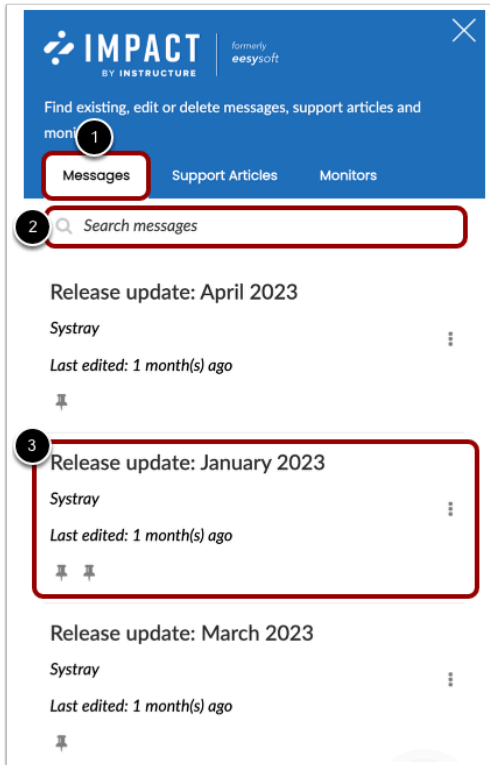 IMPACT
formerly
eesysoft
BY INSTRUCTURE
Find existing, edit or delete messages, support articles and
1
Messages Support Articles Monitors
2 Search messages
Release update: April 2023
Systray
Last edited: 1 month(s) ago
3
Release update: January 2023
Systray
Last edited: 1 month(s) ago
Release update: March 2023
Systray
Last edited: 1 month(s) ago